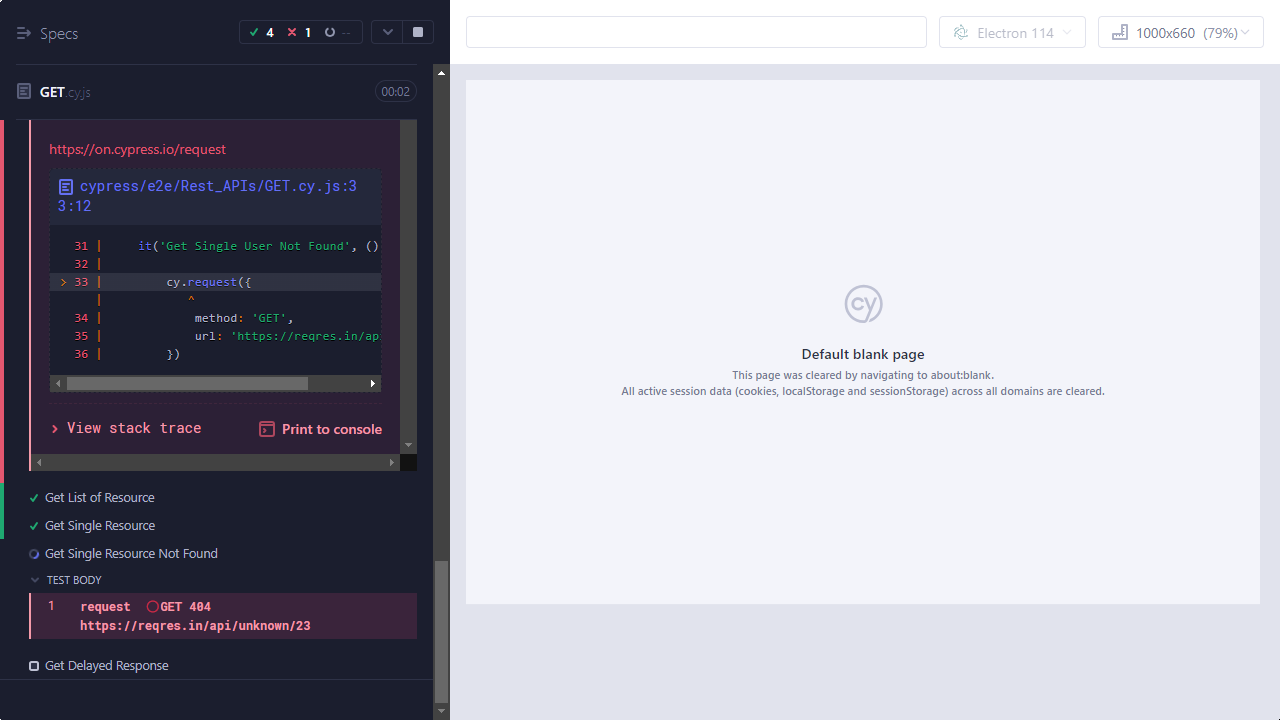 Specs
4
1
--
GET.cy.js
00:02
https://on.cypress.io/request
cypress/e2e/Rest_APIs/GET.cy.js:3
3:12
31 | it('Get Single User Not Found', ()
32 |
> 33 | cy.request({
| ^
34 | method: 'GET',
35 | url: 'https://reqres.in/ap
36 | })
View stack trace
Print to console
Get List of Resource
Get Single Resource
Get Single Resource Not Found
TEST BODY
1 request GET 404
https://reqres.in/api/unknown/23
Get Delayed Response
Electron 114
1000x660 (79%)
cy
Default blank page
This page was cleared by navigating to about:blank.
All active session data (cookies, localStorage and sessionStorage) across all domains are cleared.